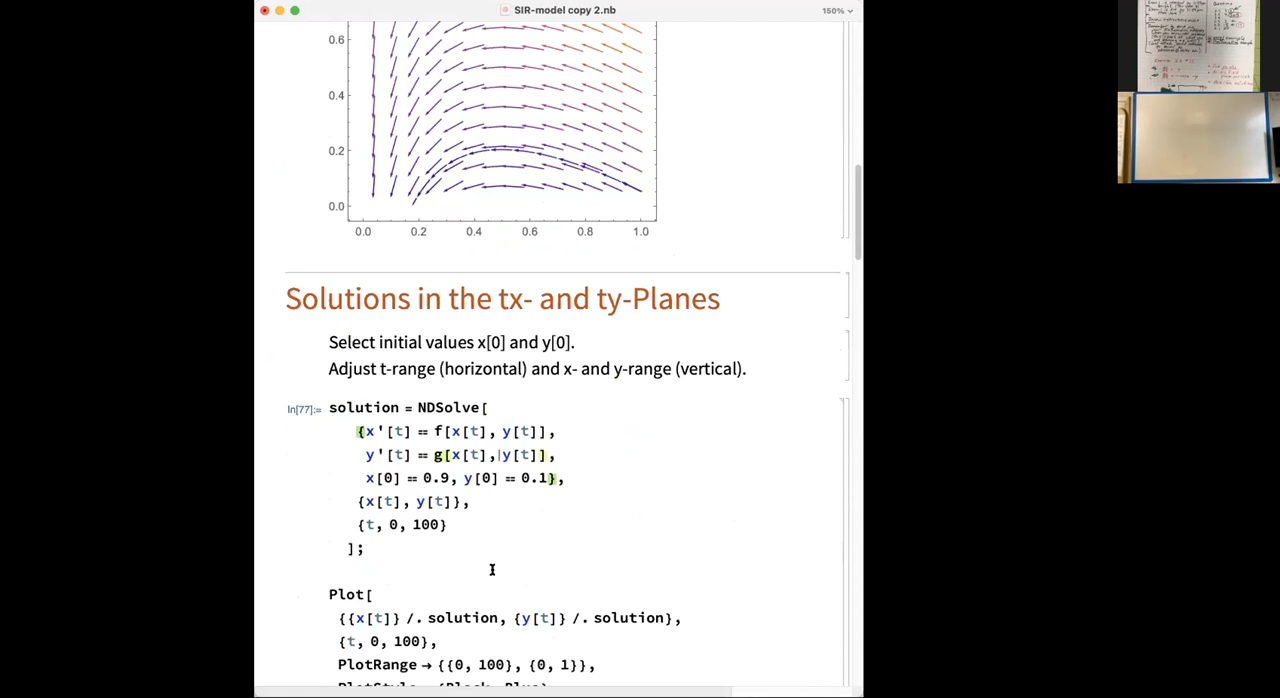 SIR-model copy 2.nb
150%
0.6
0.4
0.2
0.0
0.0 0.2 0.4 0.6 0.8 1.0
Solutions in the tx- and ty-Planes
Select initial values x[0] and y[0].
Adjust t-range (horizontal) and x- and y-range (vertical).
In[77]:= solution = NDSolve[
{x'[t] == f[x[t], y[t]],
y'[t] == g[x[t], y[t]],
x[0] == 0.9, y[0] == 0.1},
{x[t], y[t]},
{t, 0, 100}
];
Plot[
{{x[t]} /. solution, {y[t]} /. solution},
{t, 0, 100},
PlotRange → {{0, 100}, {0, 1}},